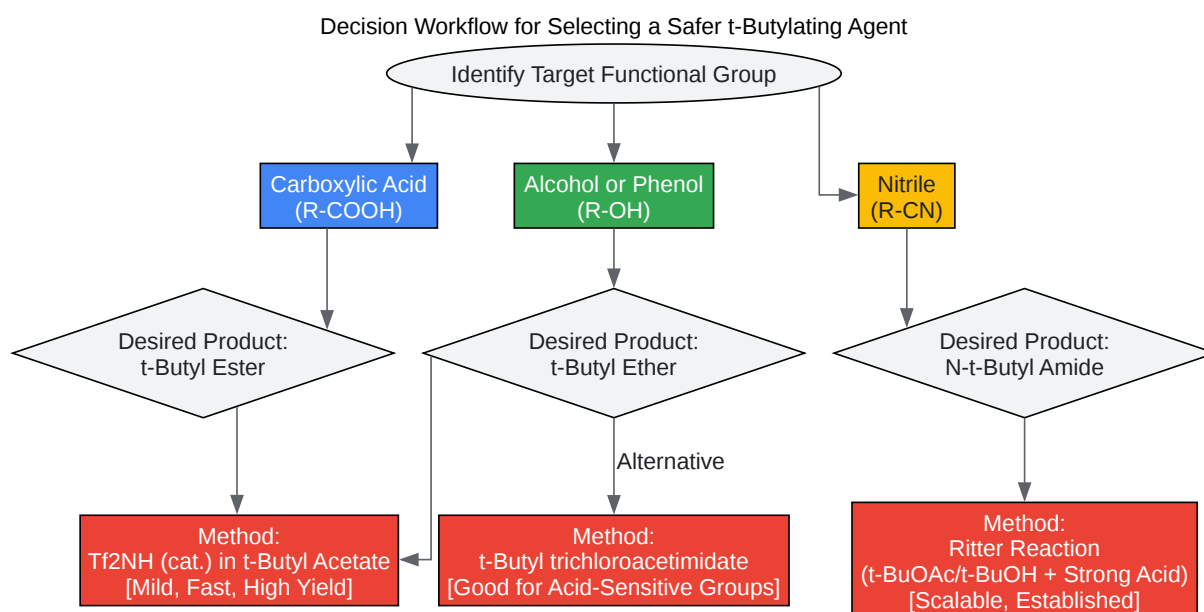 Decision Workflow for Selecting a Safer t-Butylating Agent
Identify Target Functional Group
Carboxylic Acid
(R-COOH)
Alcohol or Phenol
(R-OH)
Nitrile
(R-CN)
Desired Product:
t-Butyl Ester
Desired Product:
t-Butyl Ether
Desired Product:
N-t-Butyl Amide
Alternative
Method:
Tf2NH (cat.) in t-Butyl Acetate
[Mild, Fast, High Yield]
Method:
t-Butyl trichloroacetimidate
[Good for Acid-Sensitive Groups]
Method:
Ritter Reaction
(t-BuOAc/t-BuOH + Strong Acid)
[Scalable, Established]